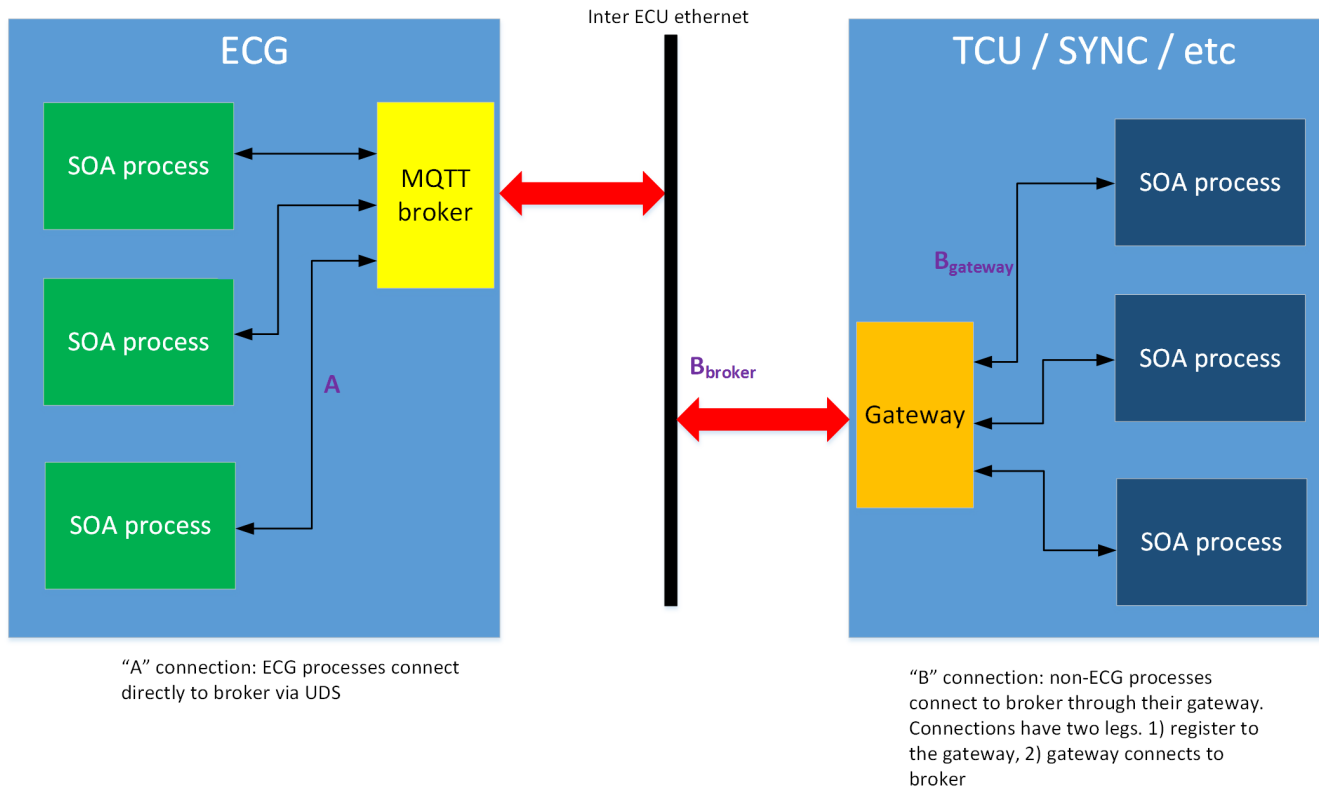 Inter ECU ethernet
ECG
SOA process
SOA process
SOA process
MQTT
broker
A
TCU / SYNC / etc
SOA process
SOA process
SOA process
Bgateway
Bbroker
Gateway
“A” connection: ECG processes connect
directly to broker via UDS
“B” connection: non-ECG processes
connect to broker through their gateway.
Connections have two legs. 1) register to
the gateway, 2) gateway connects to
broker